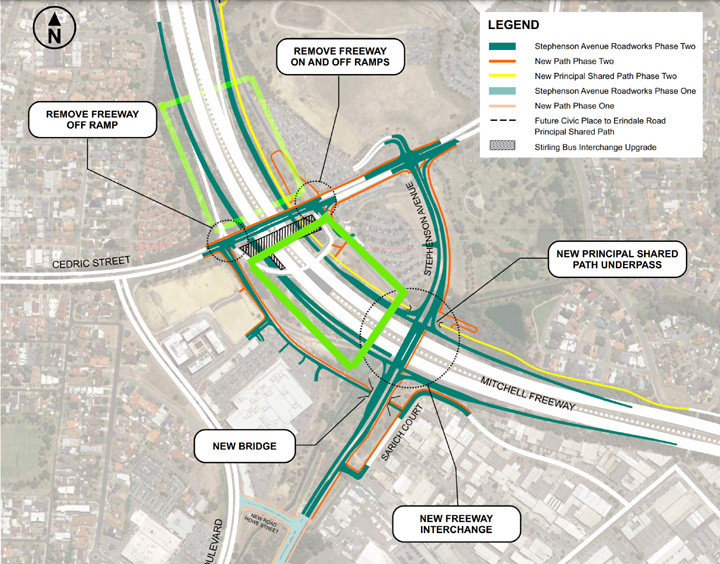 N
REMOVE FREEWAY
ON AND OFF RAMPS
REMOVE FREEWAY
OFF RAMP
LEGEND
Stephenson Avenue Roadworks Phase Two
New Path Phase Two
New Principal Shared Path Phase Two
Stephenson Avenue Roadworks Phase One
New Path Phase One
Future Civic Place to Erindale Road
Principal Shared Path
Stirling Bus Interchange Upgrade
STEPHENSON AVENUE
CEDRIC STREET
NEW PRINCIPAL SHARED
PATH UNDERPASS
MITCHELL FREEWAY
NEW BRIDGE
SARICH COURT
NEW FREEWAY
INTERCHANGE
NEW ROAD
HOWE STREET
OULEVARD